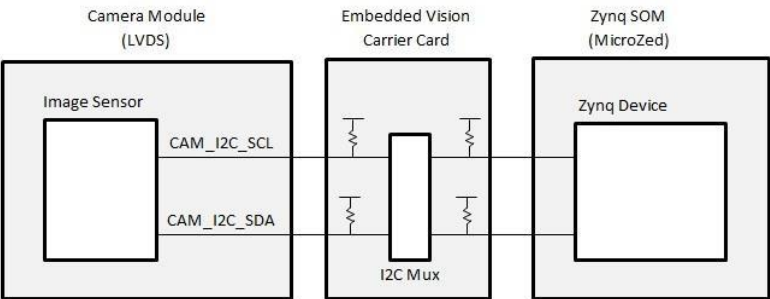 Camera Module
(LVDS)
Embedded Vision
Carrier Card
Zynq SOM
(MicroZed)
Image Sensor
Zynq Device
CAM_I2C_SCL
CAM_I2C_SDA
I2C Mux